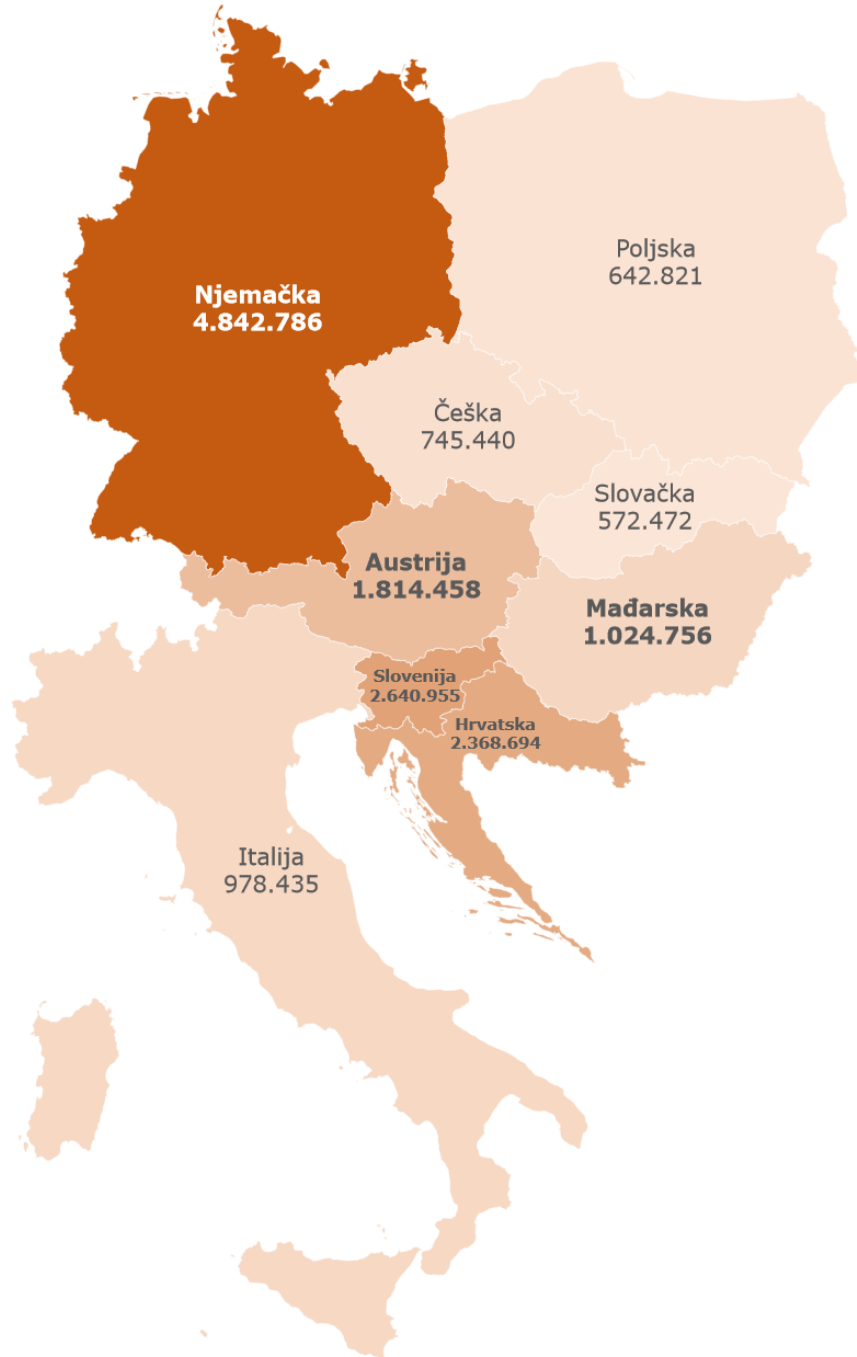 Poljska
642.821
Njemačka
4.842.786
Češka
745.440
Slovačka
572.472
Austrija
1.814.458
Mađarska
1.024.756
Slovenija
2.640.955
Hrvatska
2.368.694
Italija
978.435